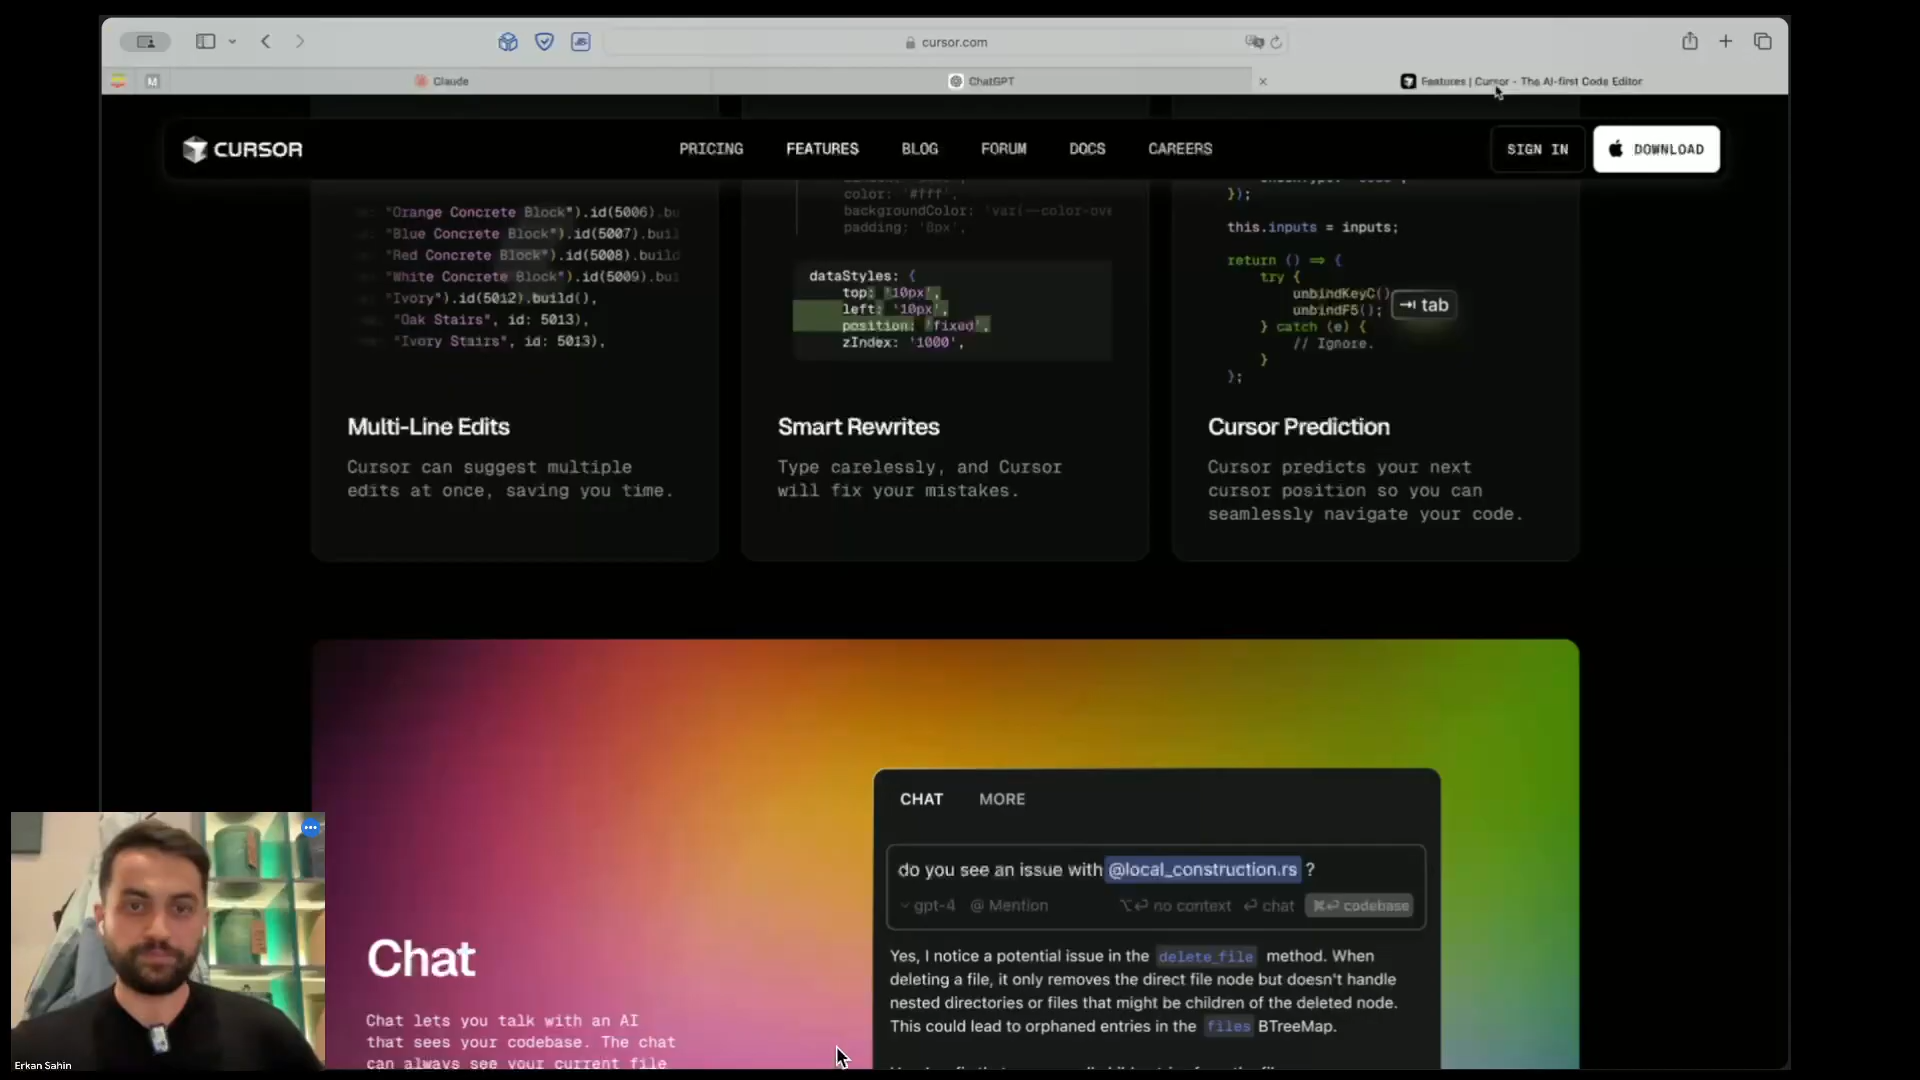 cursor.com
Claude
ChatGPT
Features | Cursor - The AI-first Code Editor
CURSOR
PRICING
FEATURES
BLOG
FORUM
DOCS
CAREERS
SIGN IN
DOWNLOAD
"Orange Concrete Block").id(5006).bu
"Blue Concrete Block").id(5007).buil
"Red Concrete Block").id(5008).build
"White Concrete Block").id(5009).bu
"Ivory").id(5012).build(),
"Oak Stairs", id: 5013),
"Ivory Stairs", id: 5013),
Multi-Line Edits
Cursor can suggest multiple
edits at once, saving you time.
color: '#fff',
backgroundColor: 'var(--color-ove
padding: '8px',
dataStyles: {
top: '10px',
left: '10px',
position: 'fixed',
zIndex: '1000',
Smart Rewrites
Type carelessly, and Cursor
will fix your mistakes.
});
this.inputs = inputs;
return () => {
try {
unbindKeyC()
unbindF5();
} catch (e) {
// Ignore.
}
};
tab
Cursor Prediction
Cursor predicts your next
cursor position so you can
seamlessly navigate your code.
Chat
Chat lets you talk with an AI
that sees your codebase. The chat
can always see your current file
CHAT
MORE
do you see an issue with @local_construction.rs ?
gpt-4 @ Mention
no context chat codebase
Yes, I notice a potential issue in the delete_file method. When
deleting a file, it only removes the direct file node but doesn't handle
nested directories or files that might be children of the deleted node.
This could lead to orphaned entries in the files BTreeMap.
Erkan Sahin